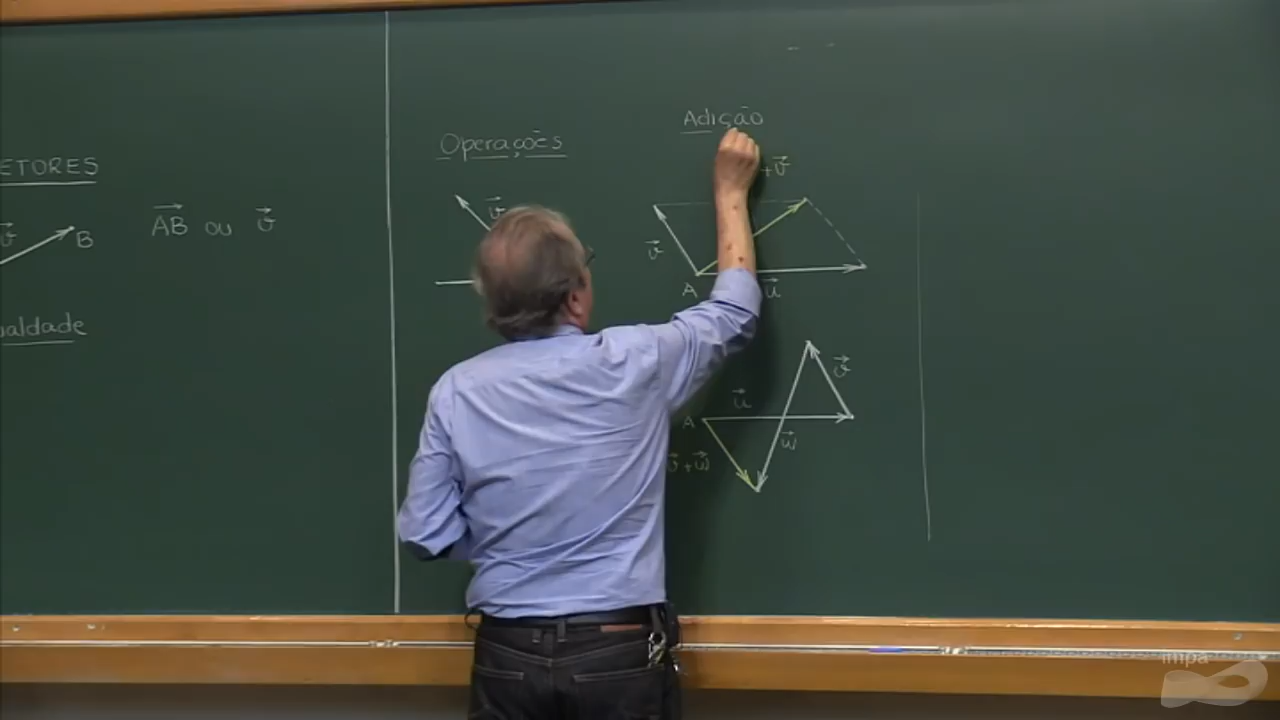 ETORES
v⃗
B
AB⃗ ou v⃗
ualdade
Operações
v⃗
Adição
+v⃗
v⃗
A
u⃗
u⃗
v⃗
A
w⃗
v⃗+w⃗
impa